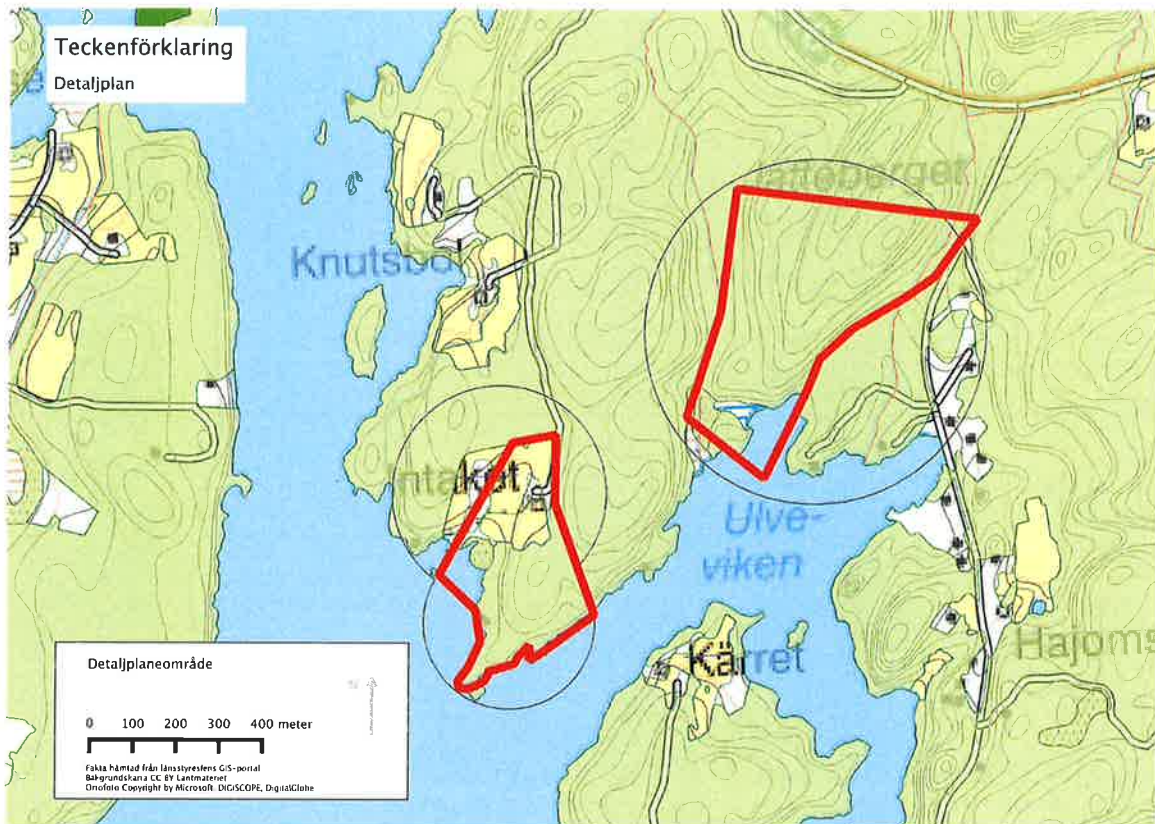 Teckenförklaring
Detaljplan
Ulve-
viken
Kärret
Detaljplaneområde
0 100 200 300 400 meter
Fakta hämtad från länsstyrelsens GIS-portal
Bakgrundskarta CC BY Lantmäteriet
Ortofoto Copyright by Microsoft, DIGISCOPE, DigitalGlobe